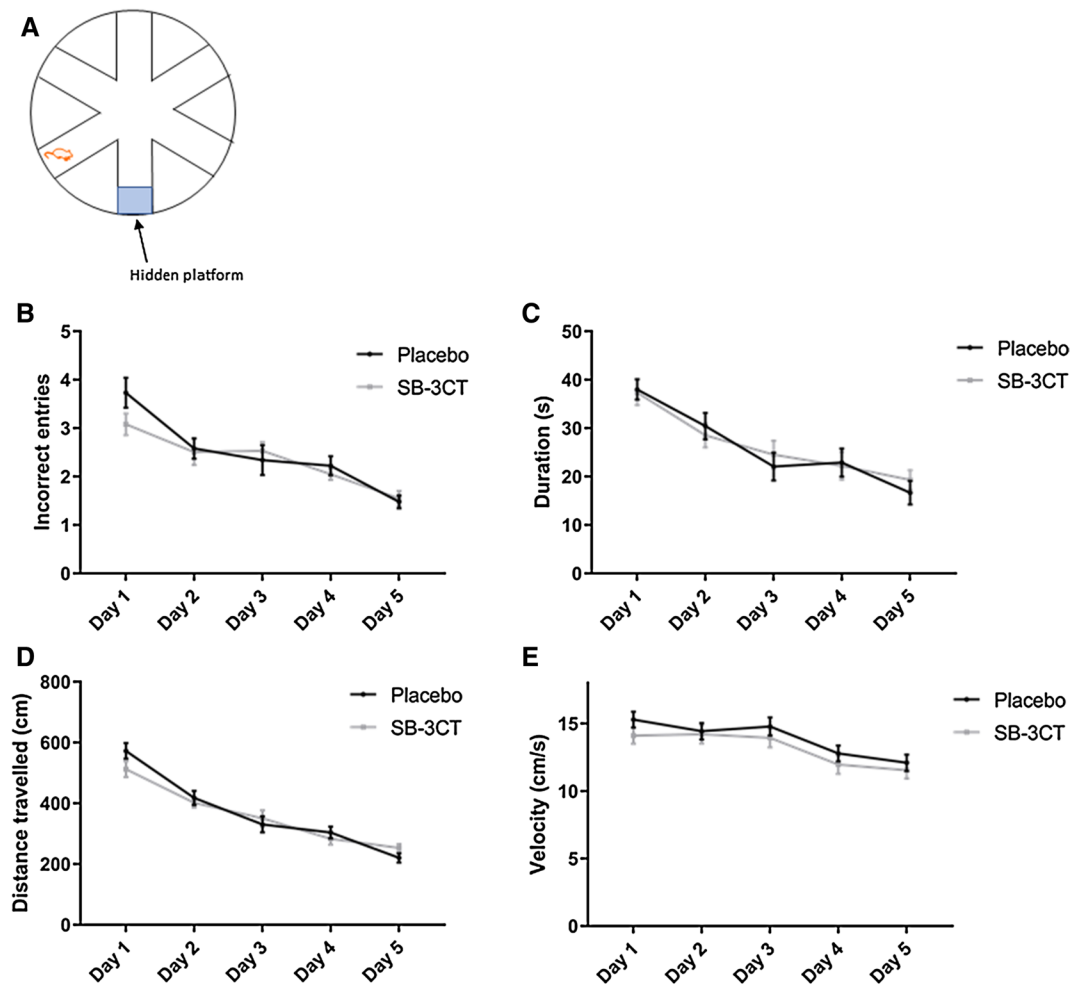 A
Hidden platform
B
Incorrect entries
5
4
3
2
1
0
Placebo
SB-3CT
Day 1
Day 2
Day 3
Day 4
Day 5
C
Duration (s)
50
40
30
20
10
0
Placebo
SB-3CT
Day 1
Day 2
Day 3
Day 4
Day 5
D
Distance travelled (cm)
800
600
400
200
0
Placebo
SB-3CT
Day 1
Day 2
Day 3
Day 4
Day 5
E
Velocity (cm/s)
15
10
5
0
Placebo
SB-3CT
Day 1
Day 2
Day 3
Day 4
Day 5